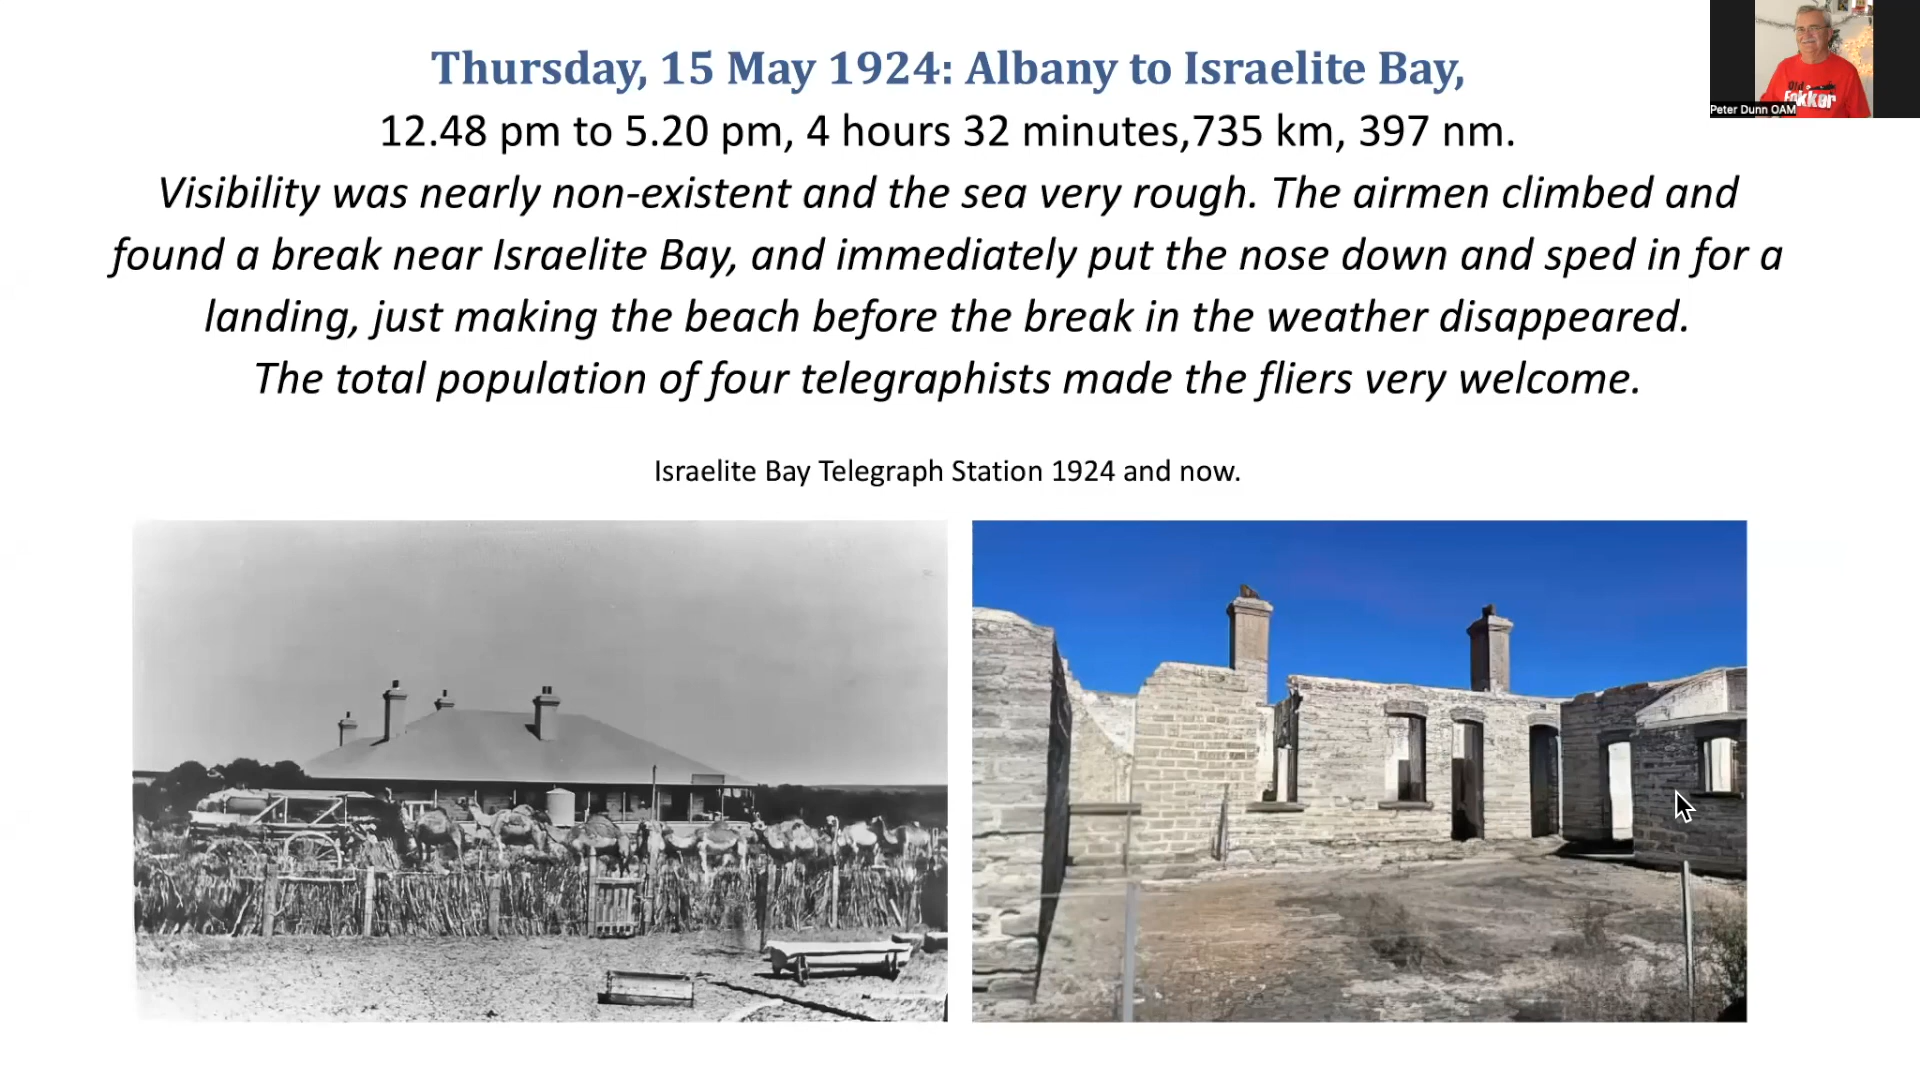 Thursday, 15 May 1924: Albany to Israelite Bay,
12.48 pm to 5.20 pm, 4 hours 32 minutes,735 km, 397 nm.
Visibility was nearly non-existent and the sea very rough. The airmen climbed and
found a break near Israelite Bay, and immediately put the nose down and sped in for a
landing, just making the beach before the break in the weather disappeared.
The total population of four telegraphists made the fliers very welcome.
Israelite Bay Telegraph Station 1924 and now.
Old
Fokker
Peter Dunn OAM